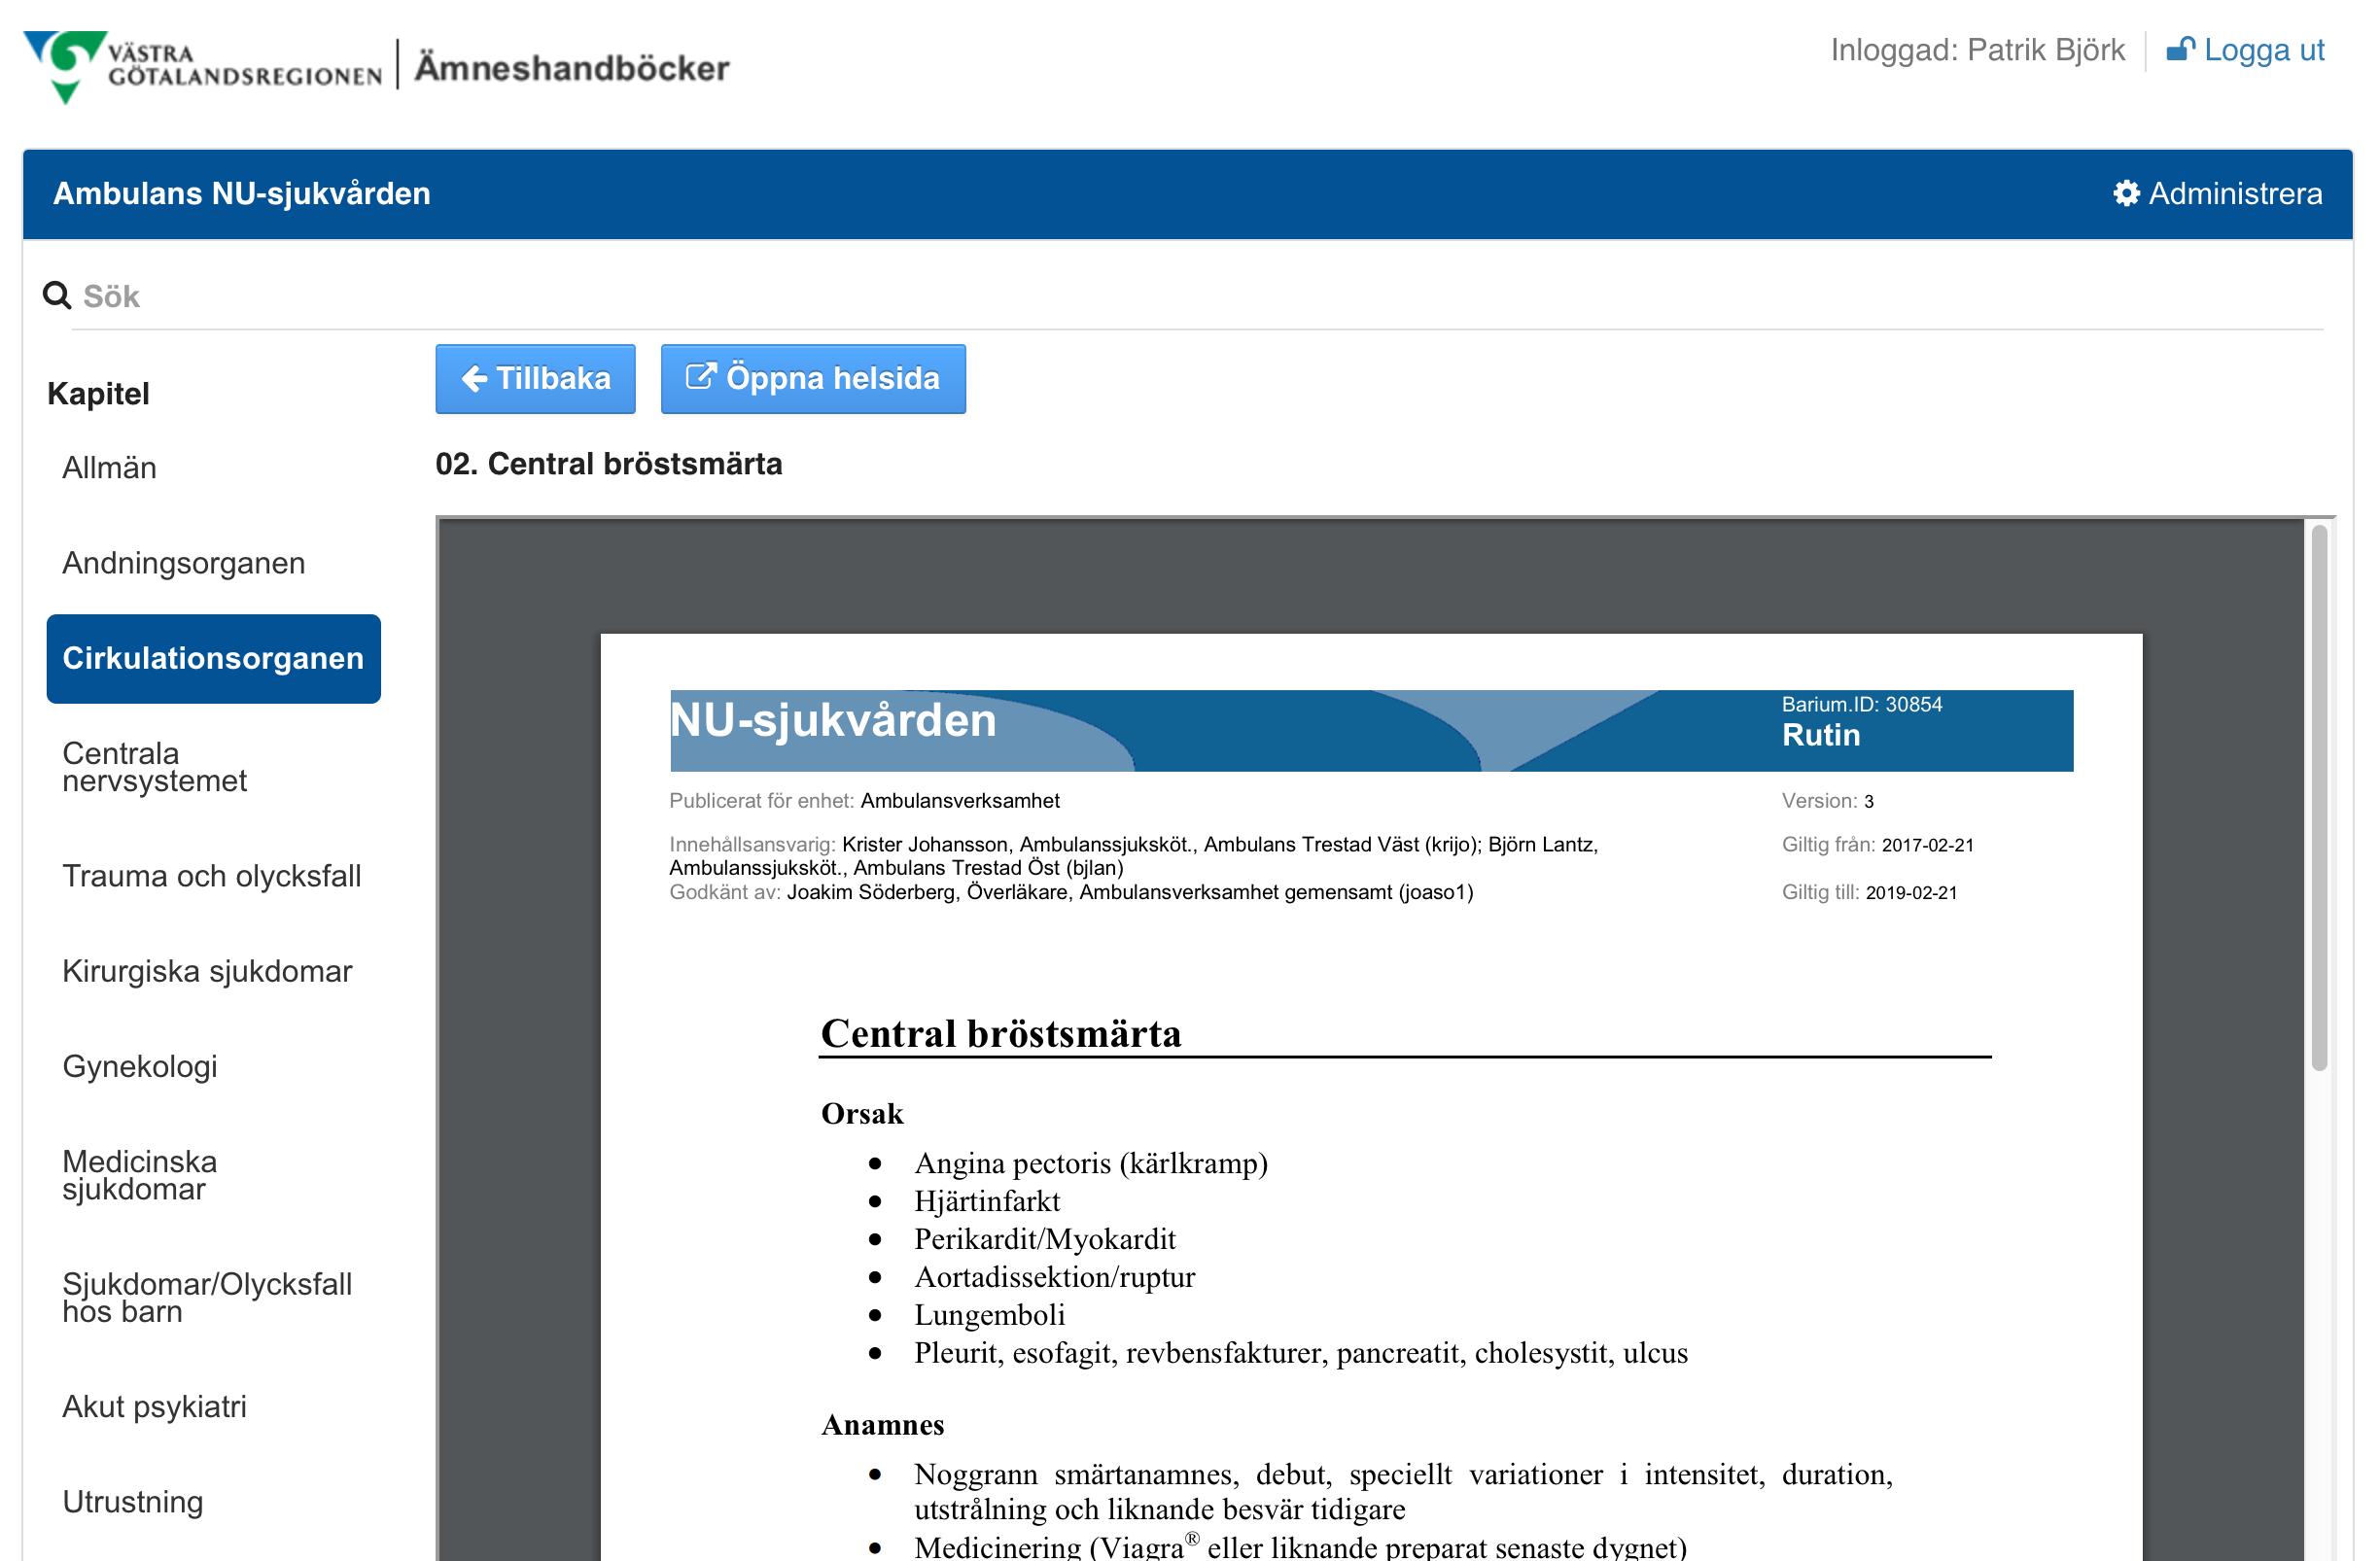 VÄSTRA
GÖTALANDSREGIONEN
Ämneshandböcker
Inloggad: Patrik Björk
Logga ut
Ambulans NU-sjukvården
Administrera
Sök
Kapitel
Allmän
Andningsorganen
Cirkulationsorganen
Centrala
nervsystemet
Trauma och olycksfall
Kirurgiska sjukdomar
Gynekologi
Medicinska
sjukdomar
Sjukdomar/Olycksfall
hos barn
Akut psykiatri
Utrustning
Tillbaka
Öppna helsida
02. Central bröstsmärta
NU-sjukvården
Barium.ID: 30854
Rutin
Publicerat för enhet: Ambulansverksamhet
Version: 3
Innehållsansvarig: Krister Johansson, Ambulanssjuksköt., Ambulans Trestad Väst (krijo); Björn Lantz,
Ambulanssjuksköt., Ambulans Trestad Öst (bjlan)
Giltig från: 2017-02-21
Godkänt av: Joakim Söderberg, Överläkare, Ambulansverksamhet gemensamt (joaso1)
Giltig till: 2019-02-21
Central bröstsmärta
Orsak
• Angina pectoris (kärlkramp)
• Hjärtinfarkt
• Perikardit/Myokardit
• Aortadissektion/ruptur
• Lungemboli
• Pleurit, esofagit, revbensfakturer, pancreatit, cholesystit, ulcus
Anamnes
• Noggrann smärtanamnes, debut, speciellt variationer i intensitet, duration,
utstrålning och liknande besvär tidigare
• Medicinering (Viagra® eller liknande preparat senaste dygnet)